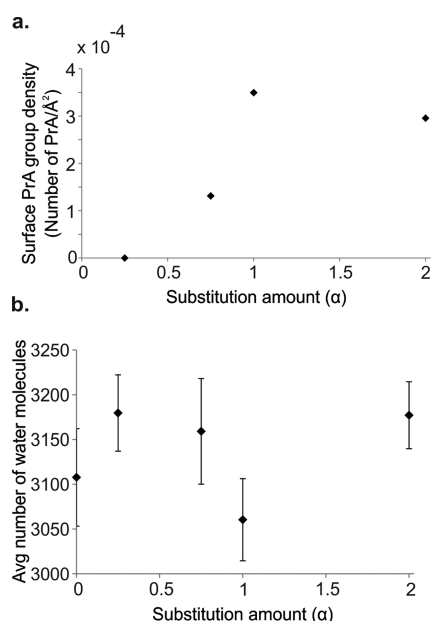 a.
x 10⁻⁴
Surface PrA group density
(Number of PrA/Å²)
4
3
2
1
0
0 0.5 1 1.5 2
Substitution amount (α)
b.
Avg number of water molecules
3250
3200
3150
3100
3050
3000
0 0.5 1 1.5 2
Substitution amount (α)